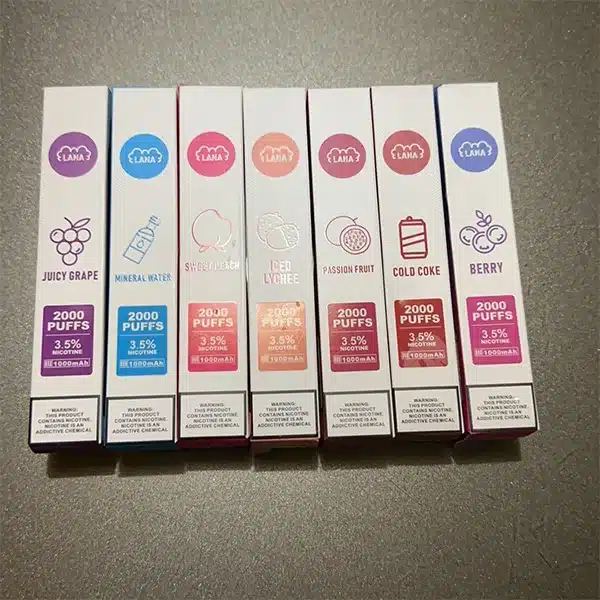 LANA
JUICY GRAPE
2000
PUFFS
3.5%
NICOTINE
1000mAh
WARNING:
THIS PRODUCT
CONTAINS NICOTINE.
NICOTINE IS AN
ADDICTIVE CHEMICAL
LANA
MINERAL WATER
2000
PUFFS
3.5%
NICOTINE
1000mAh
WARNING:
THIS PRODUCT
CONTAINS NICOTINE.
NICOTINE IS AN
ADDICTIVE CHEMICAL
LANA
SWEET PEACH
2000
PUFFS
3.5%
NICOTINE
1000mAh
WARNING:
THIS PRODUCT
CONTAINS NICOTINE.
NICOTINE IS AN
ADDICTIVE CHEMICAL
LANA
ICED
LYCHEE
2000
PUFFS
3.5%
NICOTINE
1000mAh
WARNING:
THIS PRODUCT
CONTAINS NICOTINE.
NICOTINE IS AN
ADDICTIVE CHEMICAL
LANA
PASSION FRUIT
2000
PUFFS
3.5%
NICOTINE
1000mAh
WARNING:
THIS PRODUCT
CONTAINS NICOTINE.
NICOTINE IS AN
ADDICTIVE CHEMICAL
LANA
COLD COKE
2000
PUFFS
3.5%
NICOTINE
1000mAh
WARNING:
THIS PRODUCT
CONTAINS NICOTINE.
NICOTINE IS AN
ADDICTIVE CHEMICAL
LANA
BERRY
2000
PUFFS
3.5%
NICOTINE
1000mAh
WARNING:
THIS PRODUCT
CONTAINS NICOTINE.
NICOTINE IS AN
ADDICTIVE CHEMICAL